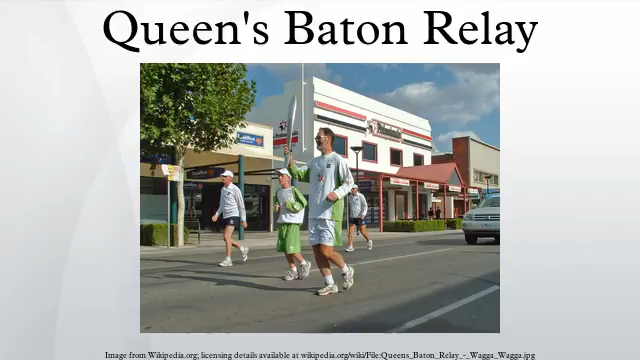 Queen's Baton Relay
Image from Wikipedia.org; licensing details available at wikipedia.org/wiki/File:Queens_Baton_Relay_-_Wagga_Wagga.jpg